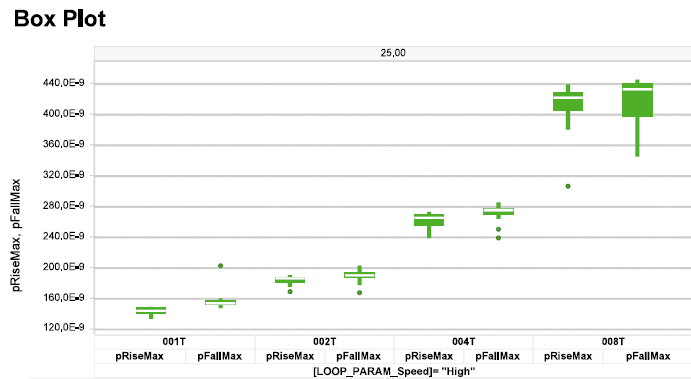 Box Plot
25,00
440,0E-9
400,0E-9
360,0E-9
320,0E-9
280,0E-9
240,0E-9
200,0E-9
160,0E-9
120,0E-9
pRiseMax, pFallMax
001T 002T 004T 008T
pRiseMax pFallMax pRiseMax pFallMax pRiseMax pFallMax pRiseMax pFallMax
[LOOP_PARAM_Speed]= "High"